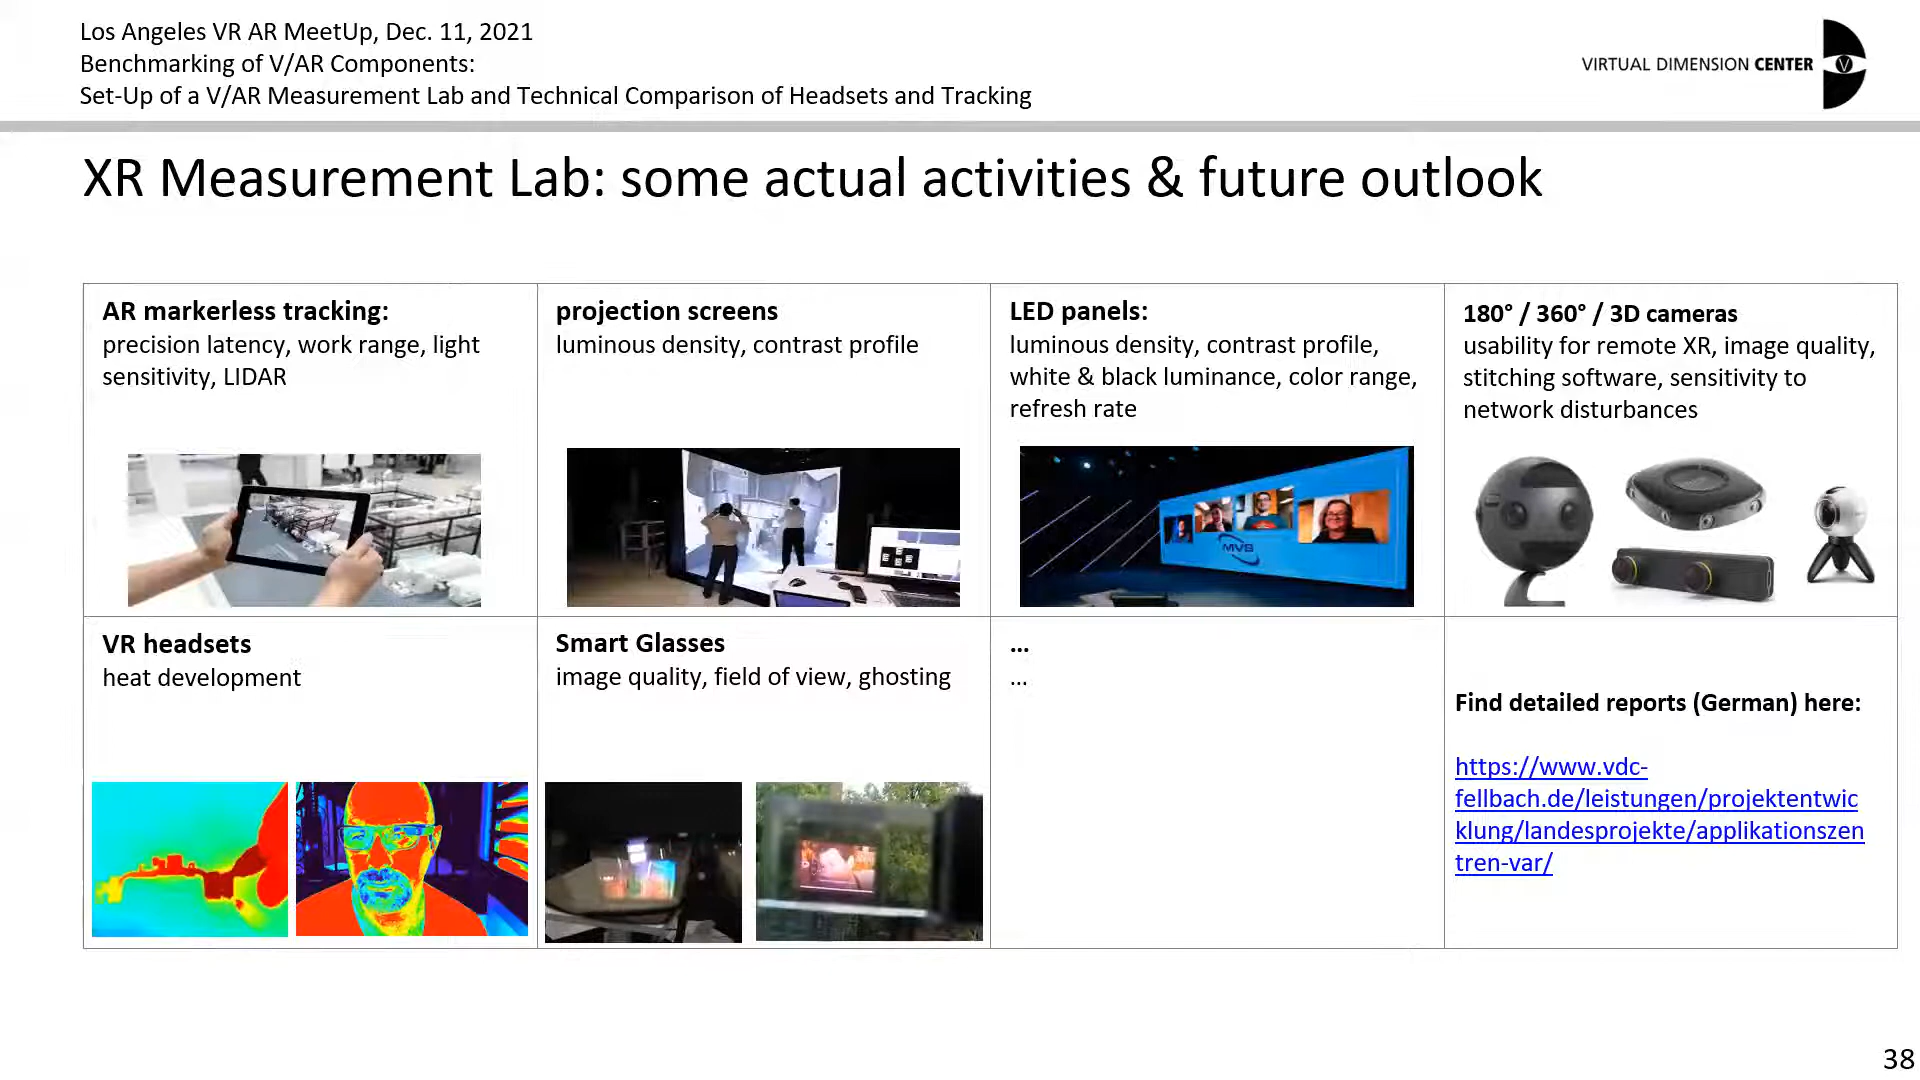 Los Angeles VR AR MeetUp, Dec. 11, 2021
Benchmarking of V/AR Components:
Set-Up of a V/AR Measurement Lab and Technical Comparison of Headsets and Tracking
VIRTUAL DIMENSION CENTER
V
XR Measurement Lab: some actual activities & future outlook
AR markerless tracking:
precision latency, work range, light
sensitivity, LIDAR
projection screens
luminous density, contrast profile
LED panels:
luminous density, contrast profile,
white & black luminance, color range,
refresh rate
MVB
180° / 360° / 3D cameras
usability for remote XR, image quality,
stitching software, sensitivity to
network disturbances
VR headsets
heat development
Smart Glasses
image quality, field of view, ghosting
...
...
Find detailed reports (German) here:
https://www.vdc-
fellbach.de/leistungen/projektentwic
klung/landesprojekte/applikationszen
tren-var/
38